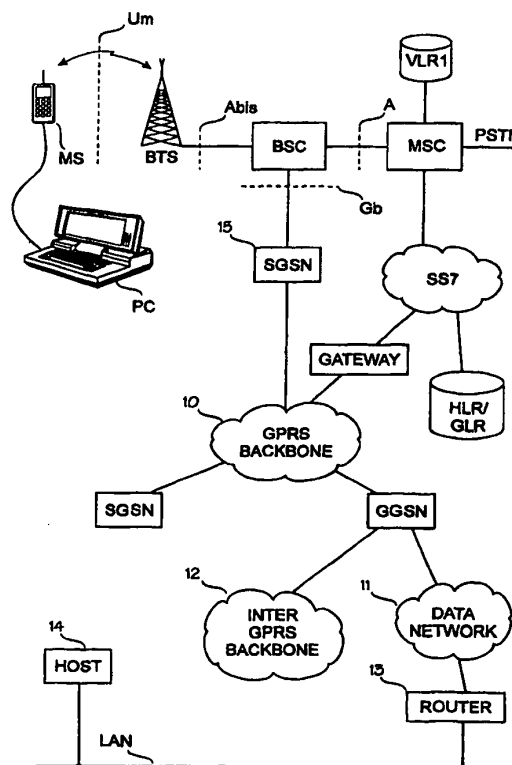 Um
VLR1
Abis
A
MS
BTS
BSC
MSC
Gb
15
SGSN
PC
SS7
GATEWAY
10
GPRS
BACKBONE
HLR/
GLR
SGSN
GGSN
12
INTER
GPRS
BACKBONE
11
DATA
NETWORK
14
HOST
13
ROUTER
LAN